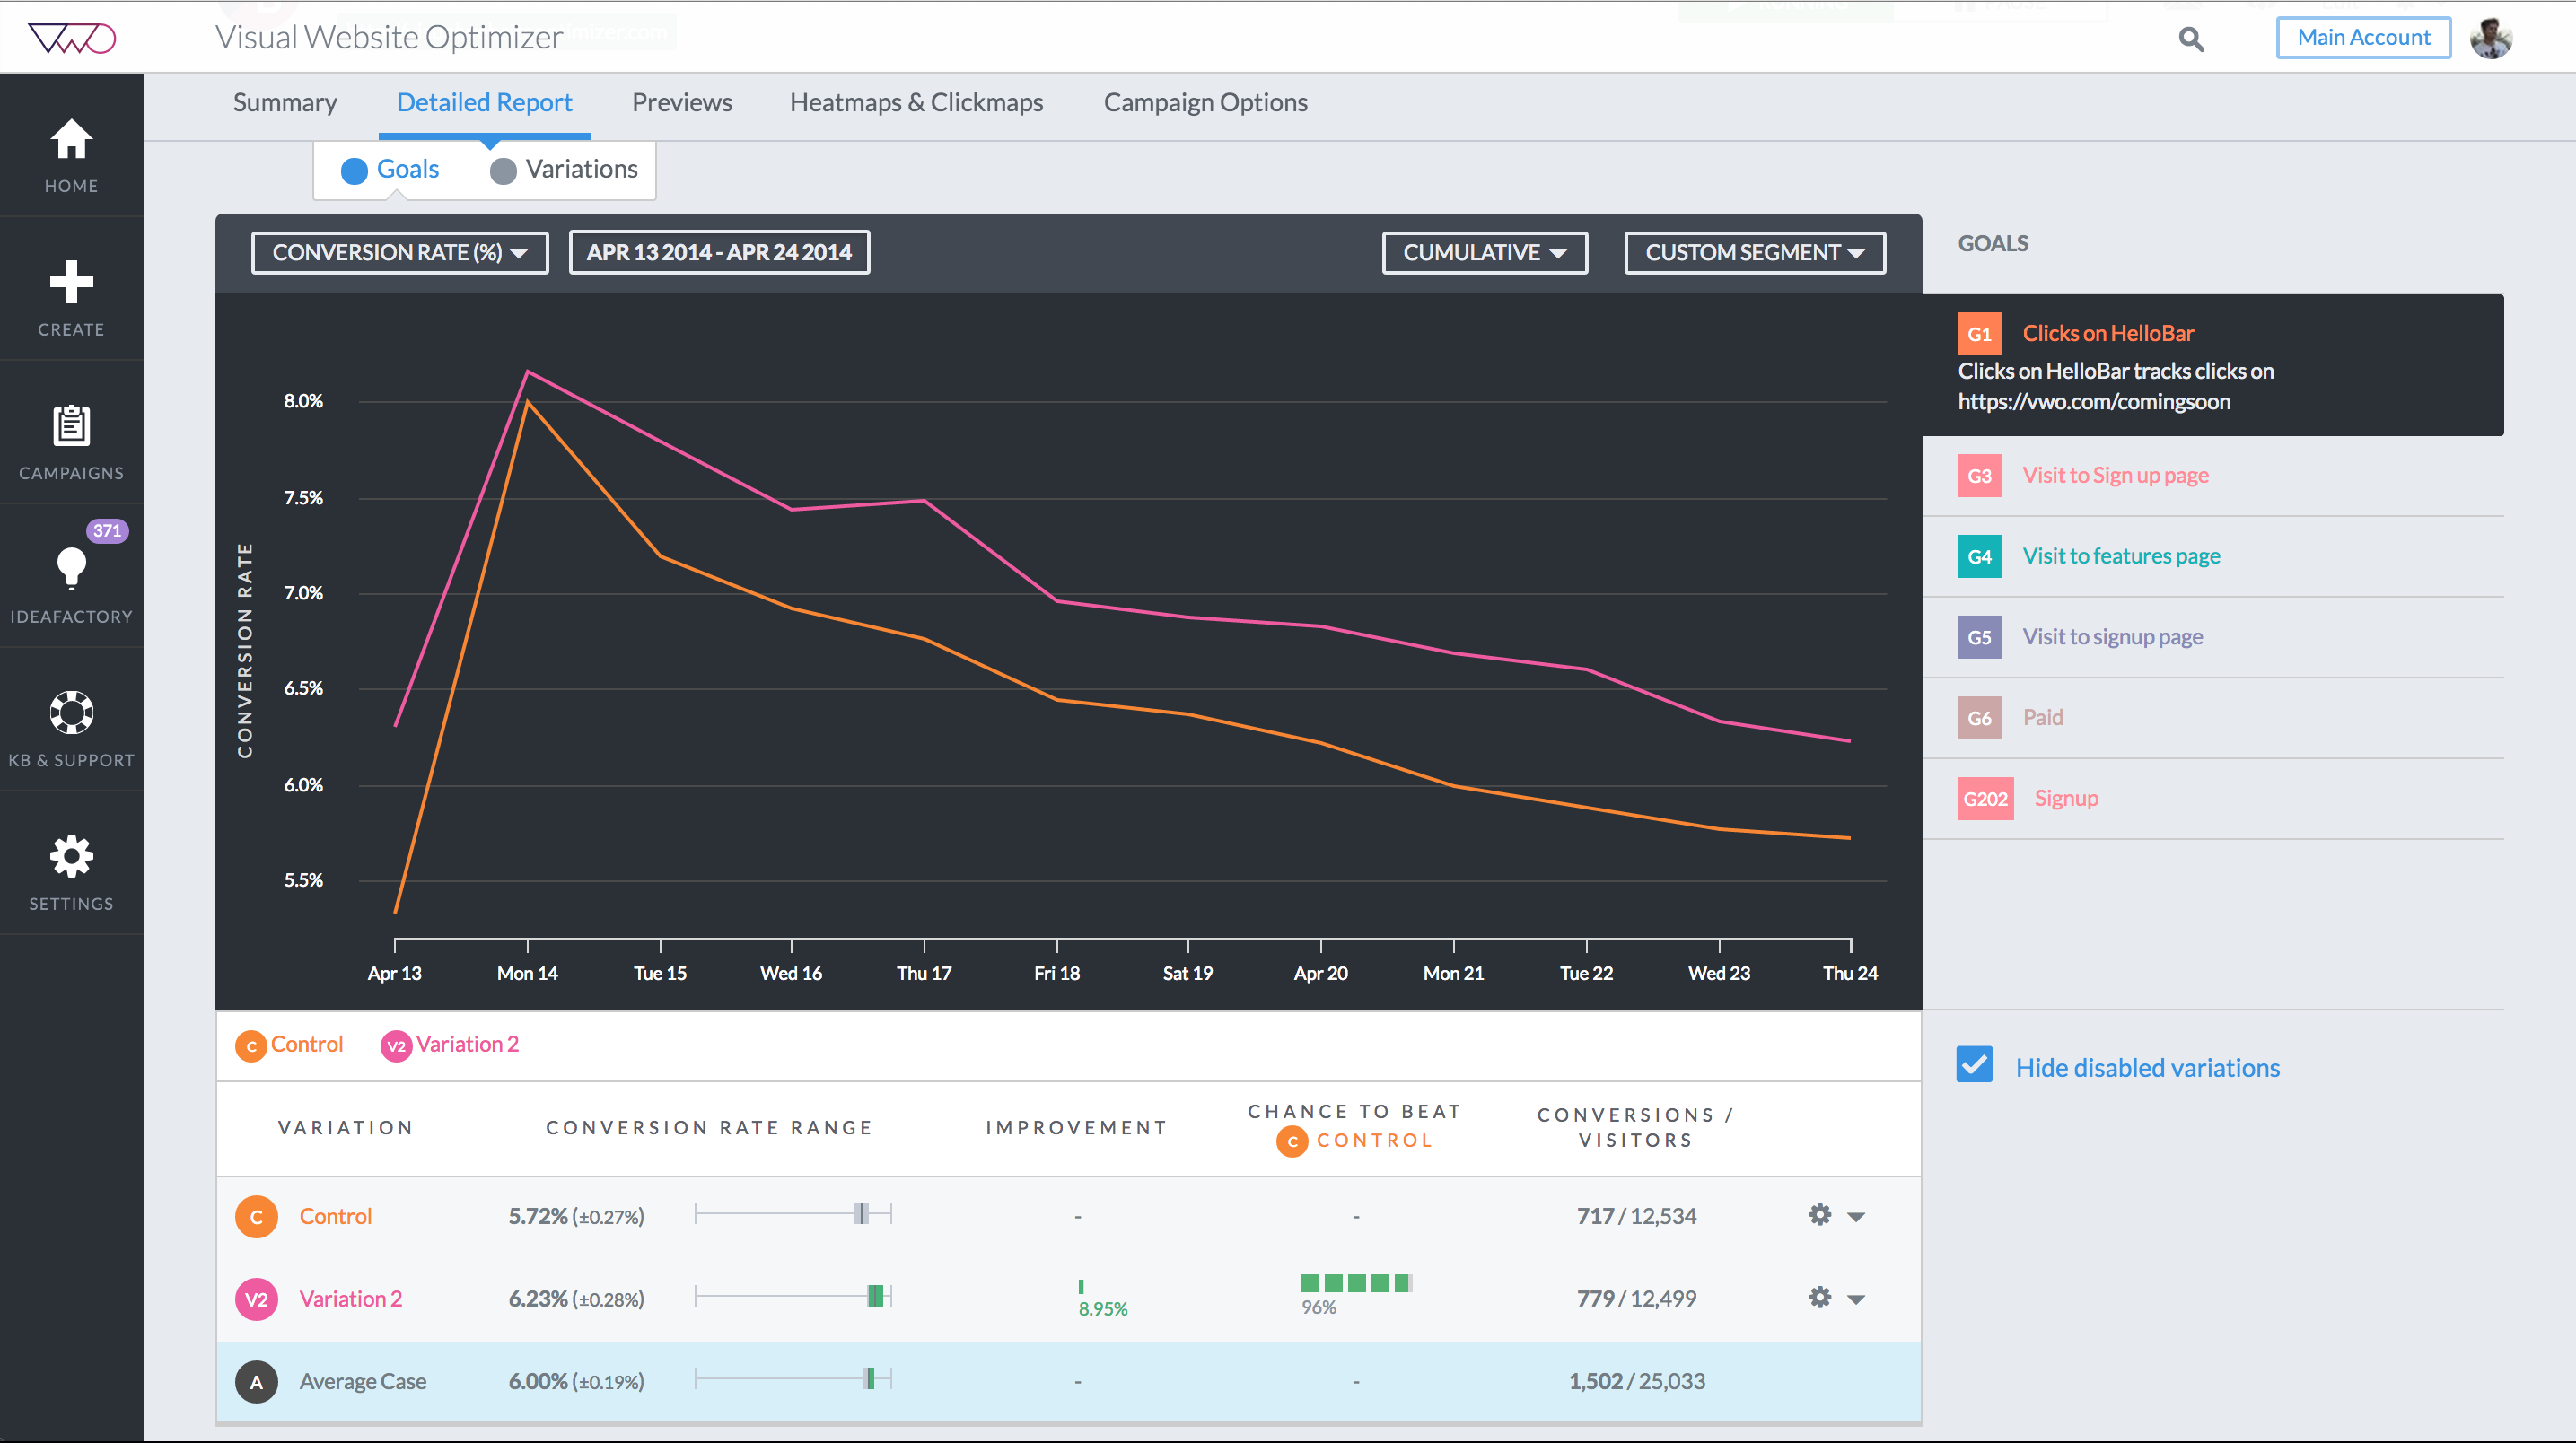 VWO
Visual Website Optimizer
Main Account
Summary
Detailed Report
Previews
Heatmaps & Clickmaps
Campaign Options
Goals
Variations
HOME
CREATE
CAMPAIGNS
371
IDEAFACTORY
KB & SUPPORT
SETTINGS
CONVERSION RATE (%)
APR 13 2014 - APR 24 2014
CUMULATIVE
CUSTOM SEGMENT
CONVERSION RATE
8.0%
7.5%
7.0%
6.5%
6.0%
5.5%
Apr 13
Mon 14
Tue 15
Wed 16
Thu 17
Fri 18
Sat 19
Apr 20
Mon 21
Tue 22
Wed 23
Thu 24
GOALS
G1 Clicks on HelloBar
Clicks on HelloBar tracks clicks on
https://vwo.com/comingsoon
G3 Visit to Sign up page
G4 Visit to features page
G5 Visit to signup page
G6 Paid
G202 Signup
Hide disabled variations
C Control
V2 Variation 2
VARIATION
CONVERSION RATE RANGE
IMPROVEMENT
CHANCE TO BEAT
C CONTROL
CONVERSIONS /
VISITORS
C Control 5.72% (±0.27%) - - 717 / 12,534
V2 Variation 2 6.23% (±0.28%) 8.95% 96% 779 / 12,499
A Average Case 6.00% (±0.19%) - - 1,502 / 25,033